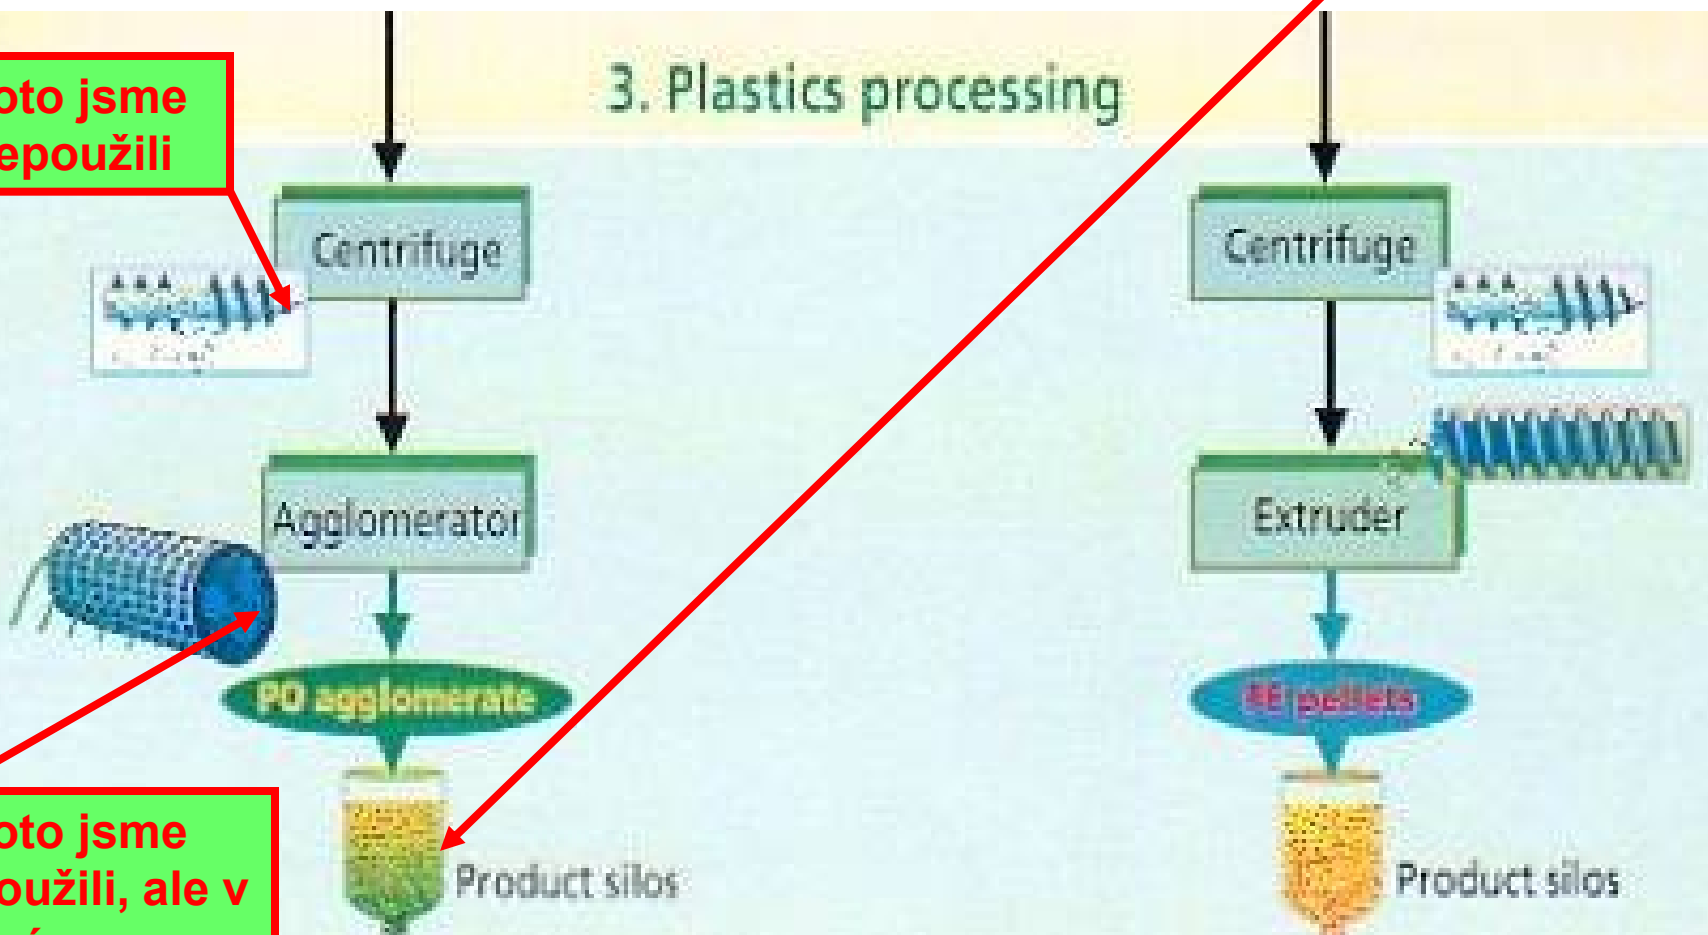 3. Plastics processing
oto jsme
epoužili
Centrifuge
Centrifuge
Agglomerator
Extruder
PO agglomerate
PE pellets
oto jsme
oužili, ale v
Product silos
Product silos